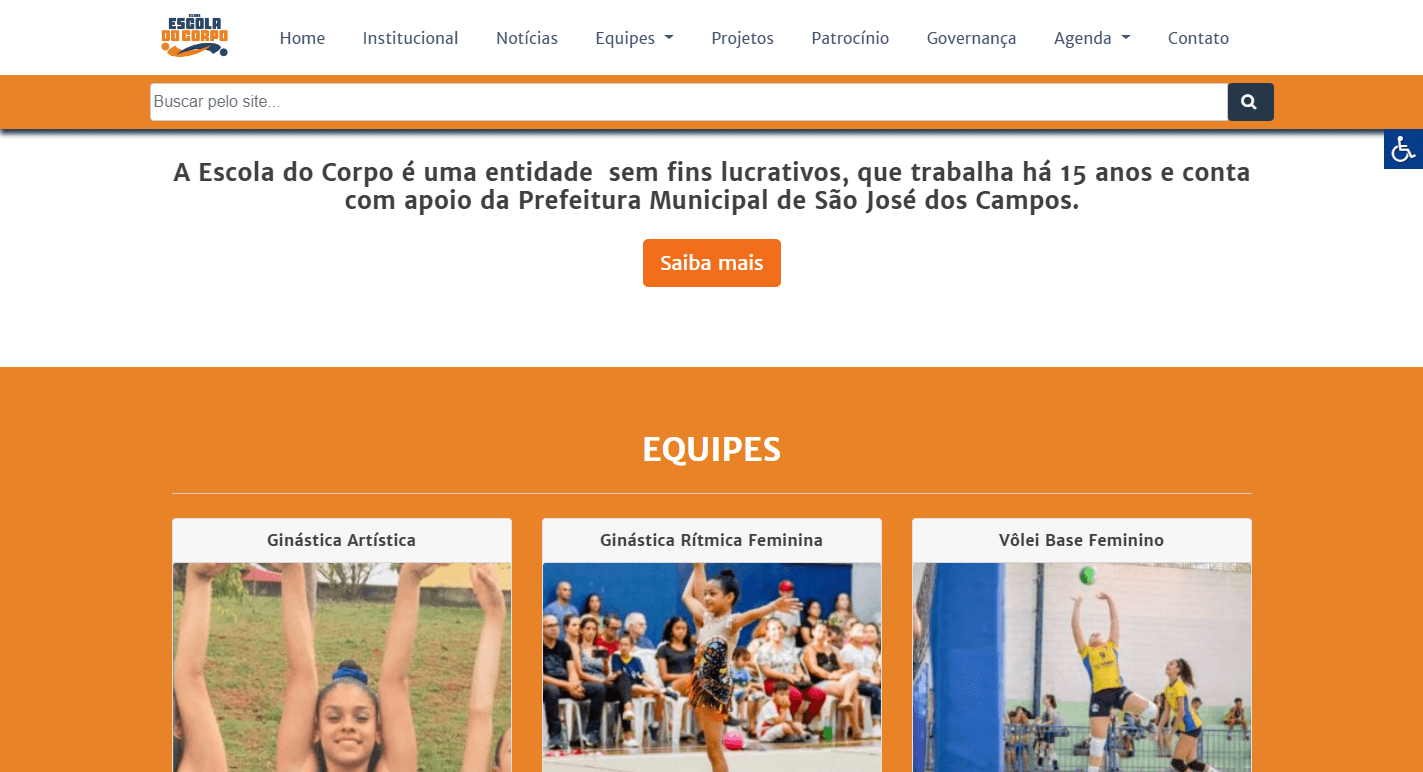 ESCOLA
DO CORPO
Home Institucional Notícias Equipes Projetos Patrocínio Governança Agenda Contato
Buscar pelo site...
A Escola do Corpo é uma entidade sem fins lucrativos, que trabalha há 15 anos e conta
com apoio da Prefeitura Municipal de São José dos Campos.
Saiba mais
EQUIPES
Ginástica Artística Ginástica Rítmica Feminina Vôlei Base Feminino